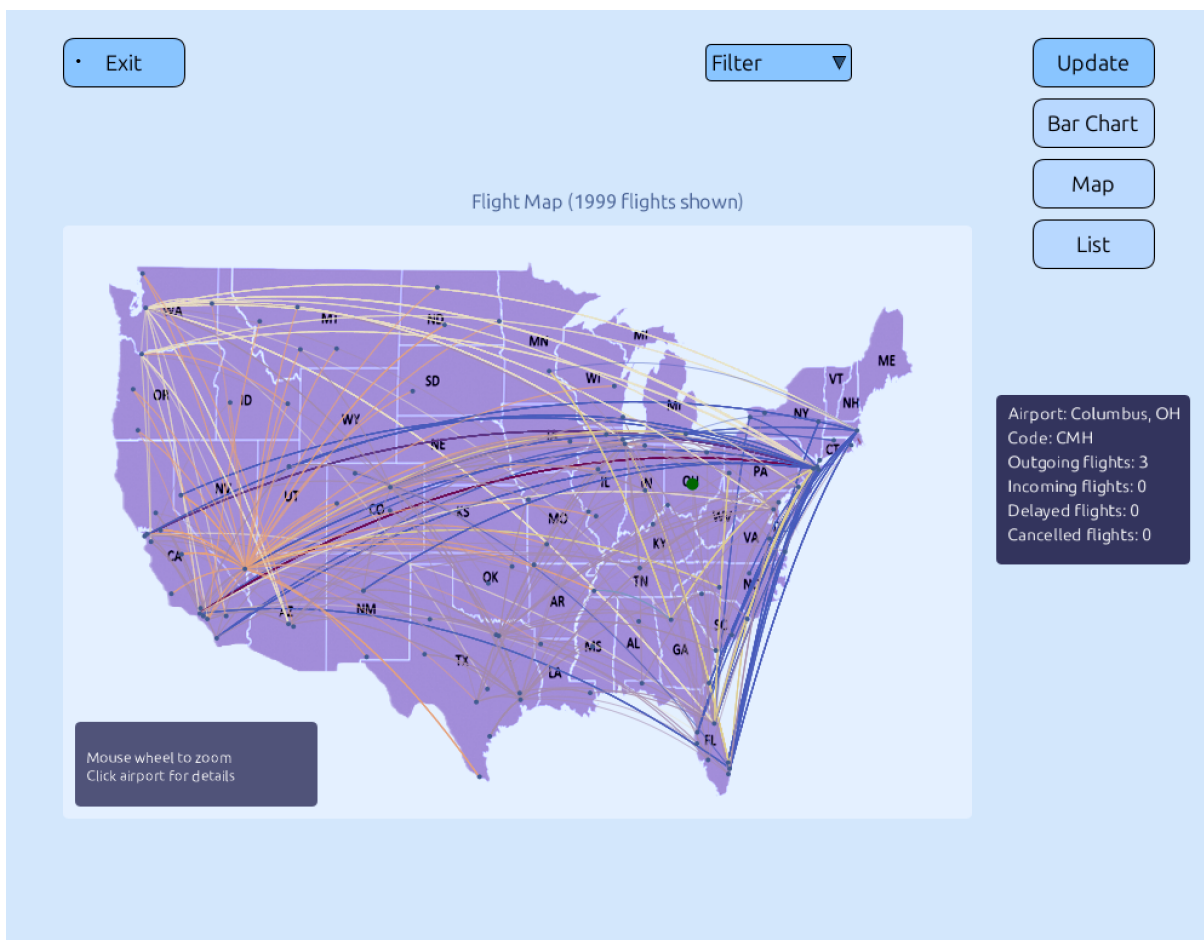 Exit
Filter
Update
Bar Chart
Map
List
Flight Map (1999 flights shown)
WA
MT
ND
MN
MI
ME
VT
NH
OR
ID
SD
WI
MI
NY
WY
NE
CT
NV
UT
CO
KS
MO
IL
IN
OH
PA
WV
VA
KY
CA
AZ
NM
OK
AR
TN
SC
TX
LA
MS
AL
GA
FL
Airport: Columbus, OH
Code: CMH
Outgoing flights: 3
Incoming flights: 0
Delayed flights: 0
Cancelled flights: 0
Mouse wheel to zoom
Click airport for details